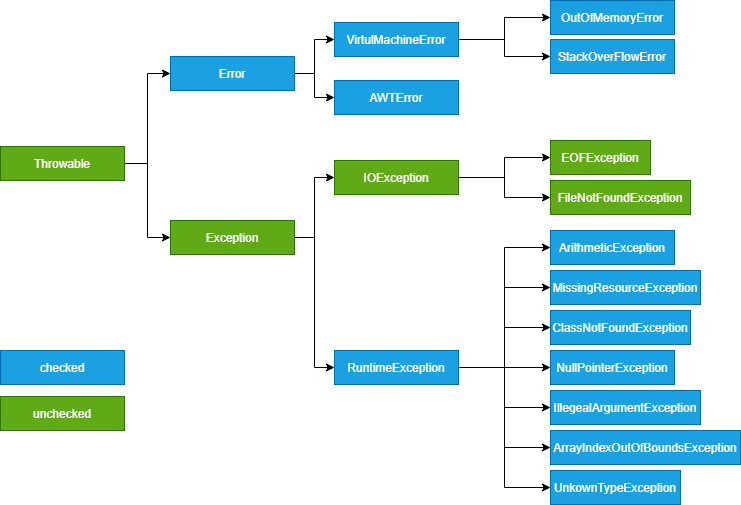 OutOfMemoryError
VirtulMachineError
StackOverFlowError
Error
AWTError
Throwable
EOFException
IOException
FileNotFoundException
Exception
ArithmeticException
MissingResourceException
ClassNotFoundException
checked
RuntimeException
NullPointerException
unchecked
IllegealArgumentException
ArrayIndexOutOfBoundsException
UnkownTypeException